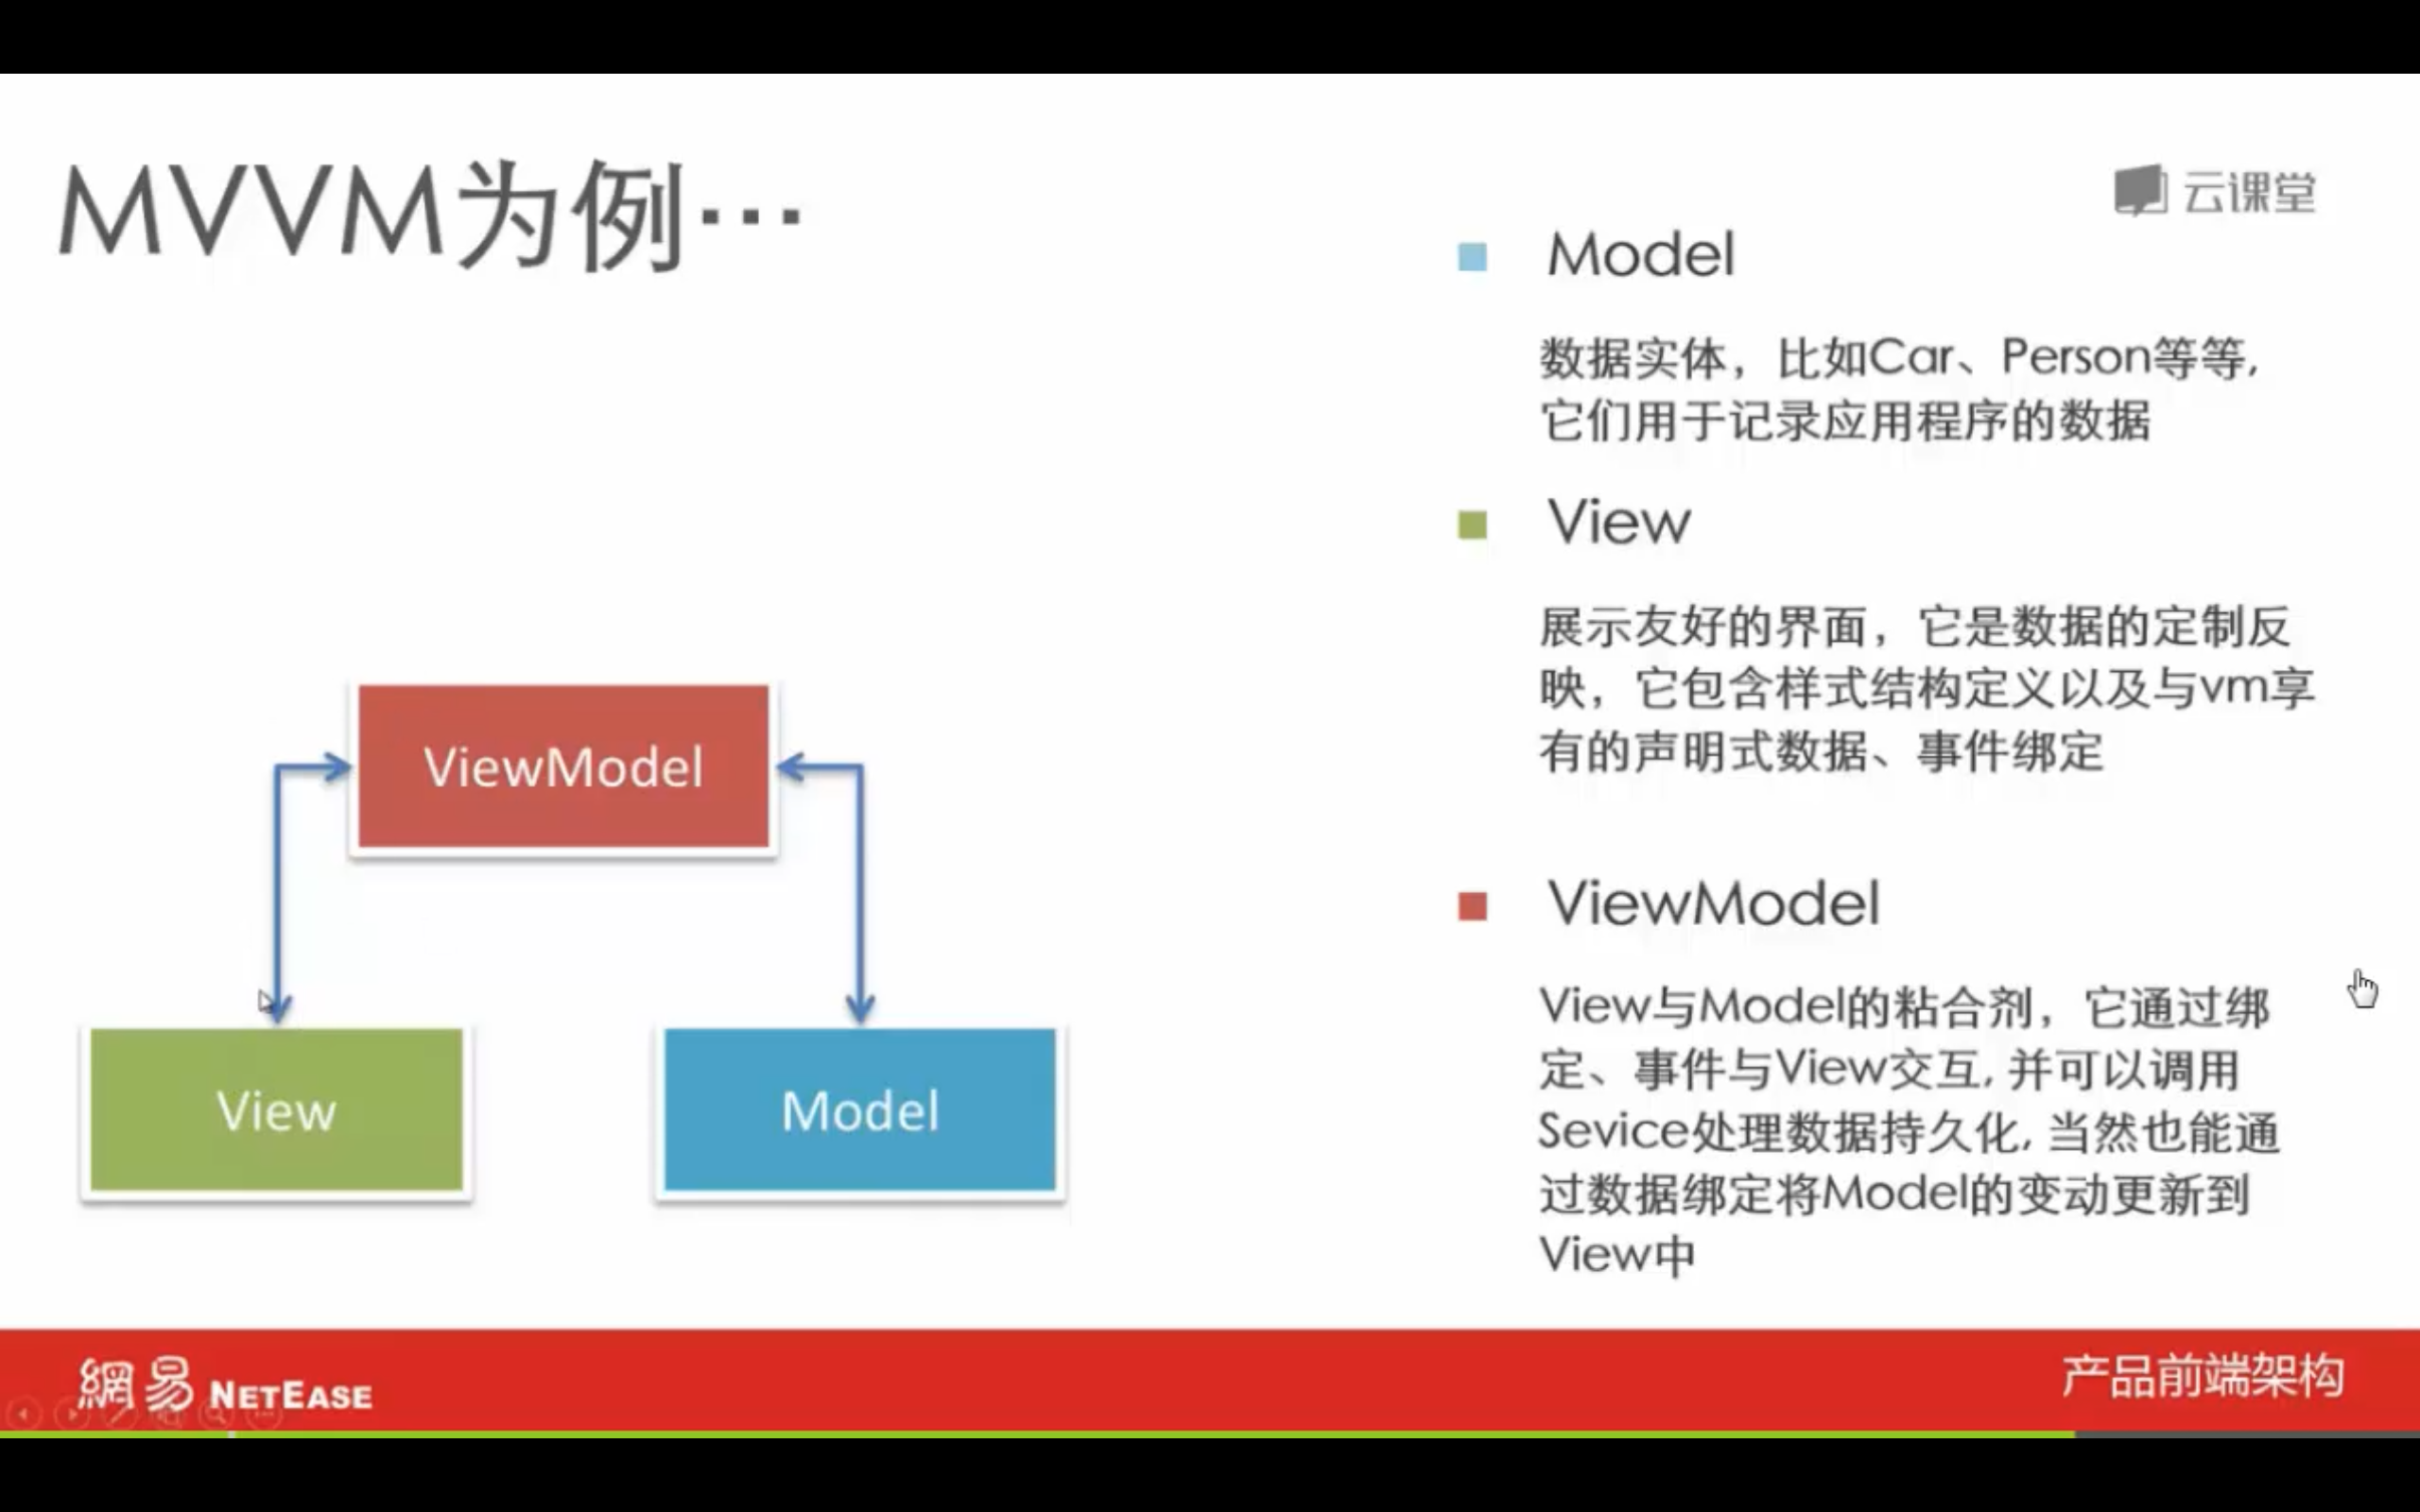 MVVM为例…
云课堂
Model
数据实体，比如Car、Person等等,
它们用于记录应用程序的数据
View
展示友好的界面，它是数据的定制反
映，它包含样式结构定义以及与vm享
有的声明式数据、事件绑定
ViewModel
View与Model的粘合剂，它通过绑
定、事件与View交互, 并可以调用
Sevice处理数据持久化, 当然也能通
过数据绑定将Model的变动更新到
View中
ViewModel
View
Model
網易 NETEASE
产品前端架构